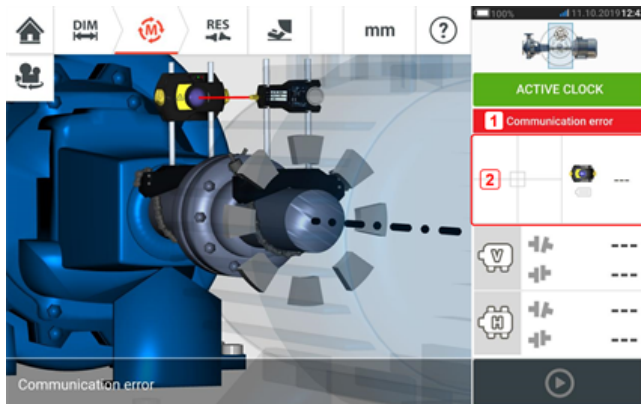 DIM
M
RES
mm
?
100%
11.10.2019 12:4
ACTIVE CLOCK
1 Communication error
2
---
V
---
---
H
---
---
Communication error